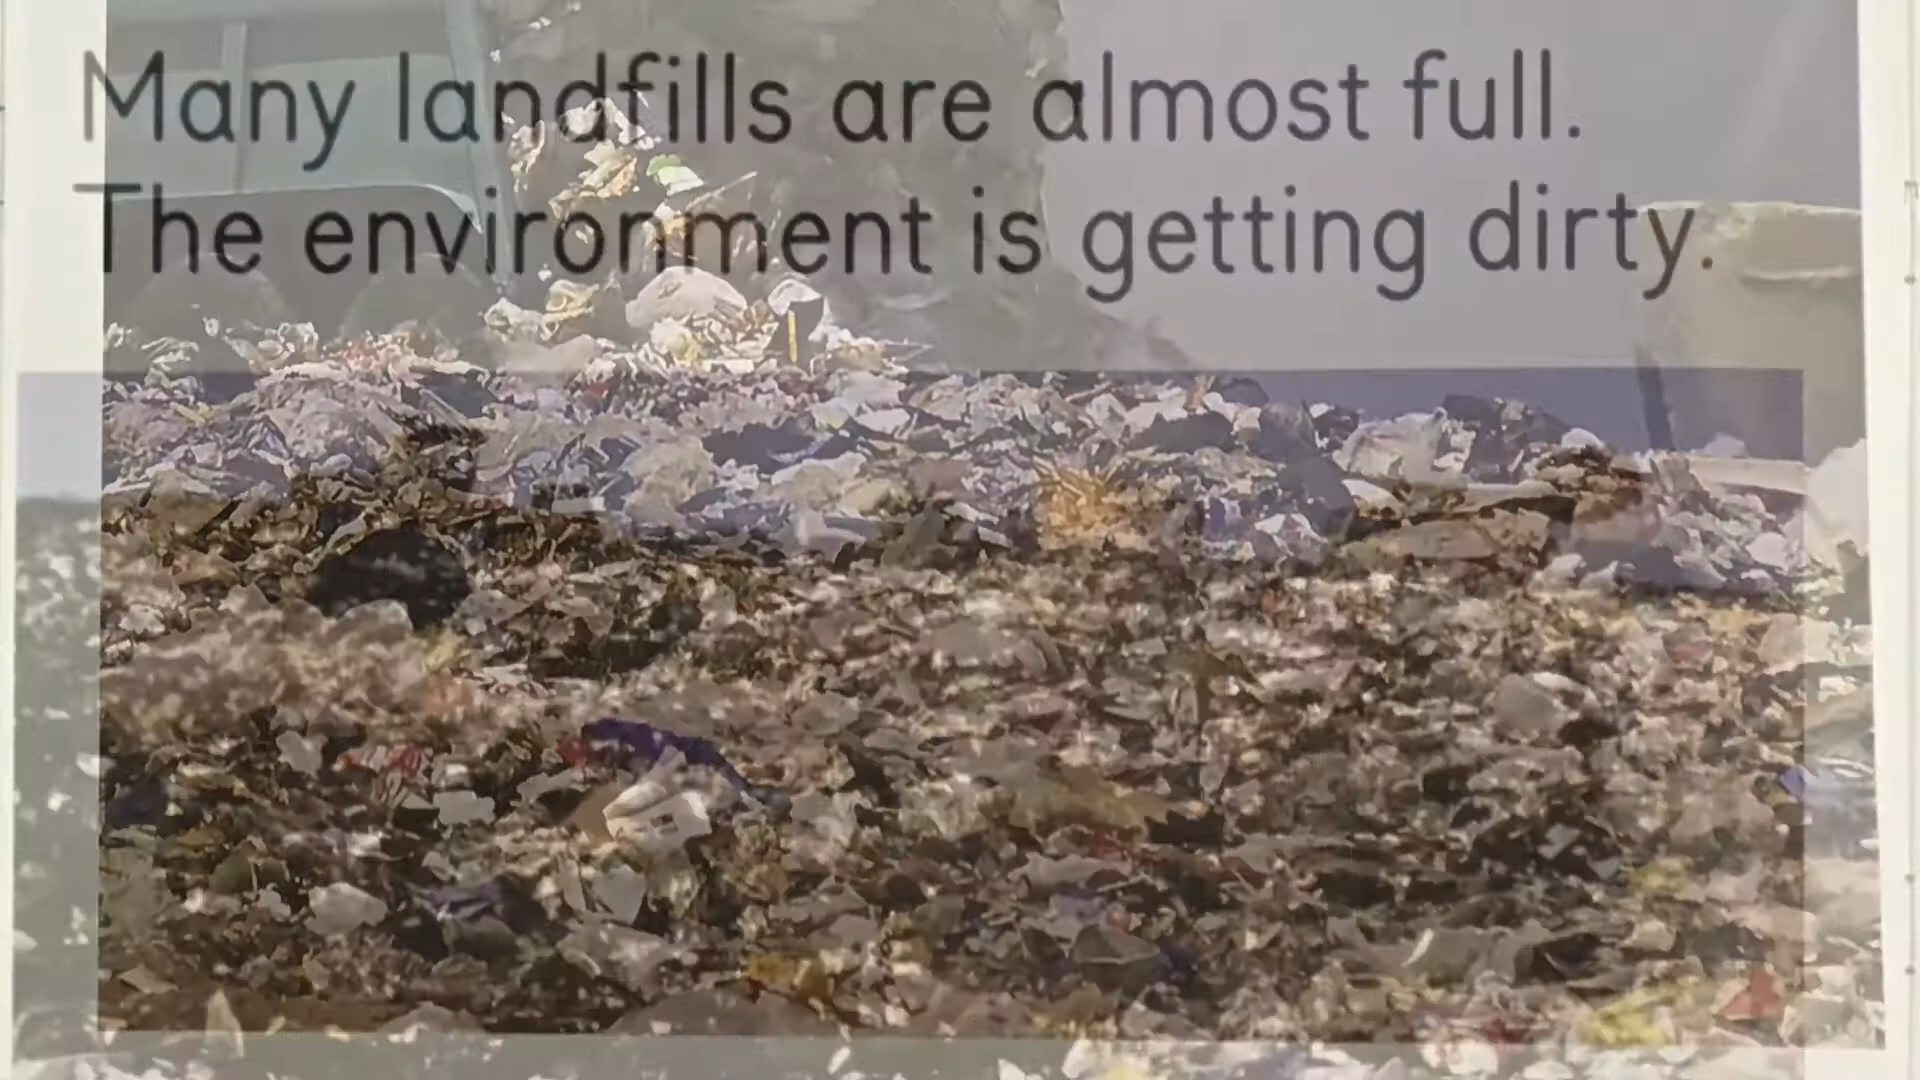 Many landfills are almost full.
The environment is getting dirty.